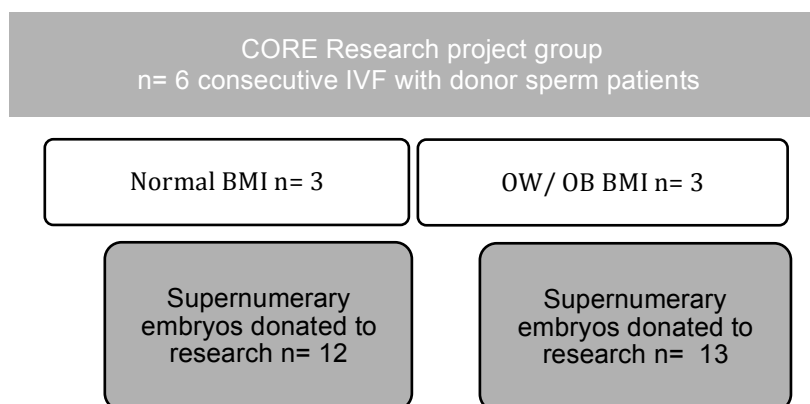 CORE Research project group
n= 6 consecutive IVF with donor sperm patients
Normal BMI n= 3
OW/ OB BMI n= 3
Supernumerary
embryos donated to
research n= 12
Supernumerary
embryos donated to
research n=  13